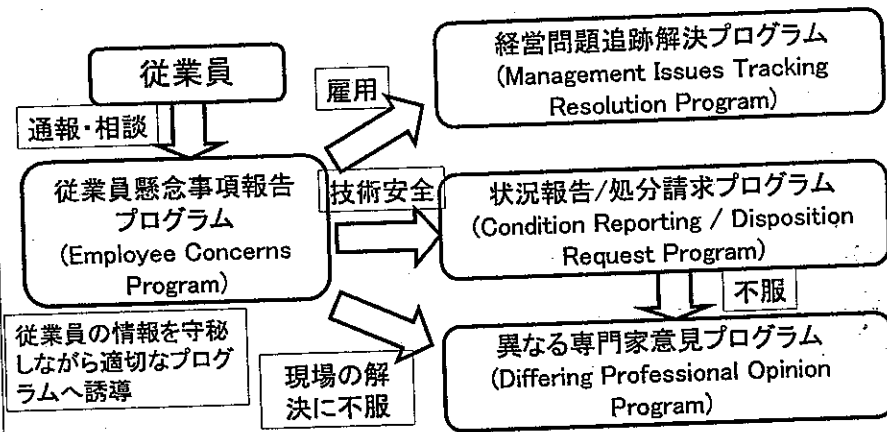 従業員
通報・相談
従業員懸念事項報告
プログラム
(Employee Concerns
Program)
従業員の情報を守秘
しながら適切なプログ
ラムへ誘導
雇用
技術安全
現場の解
決に不服
経営問題追跡解決プログラム
(Management Issues Tracking
Resolution Program)
状況報告/処分請求プログラム
(Condition Reporting / Disposition
Request Program)
不服
異なる専門家意見プログラム
(Differing Professional Opinion
Program)